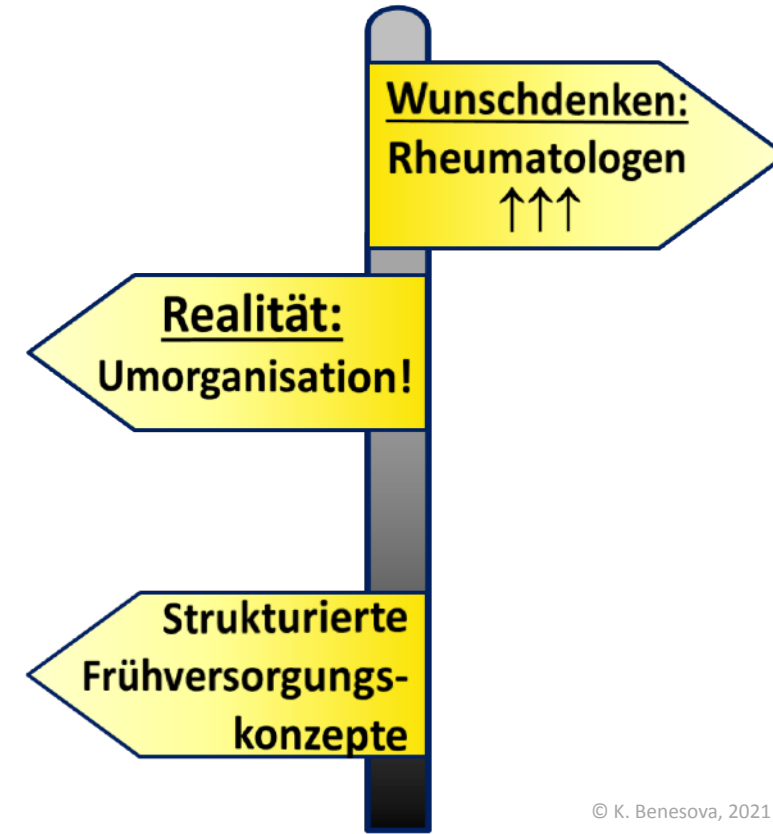 Wunschdenken:
Rheumatologen
↑↑↑
Realität:
Umorganisation!
Strukturierte
Frühversorgungs-
konzepte
© K. Benesova, 2021